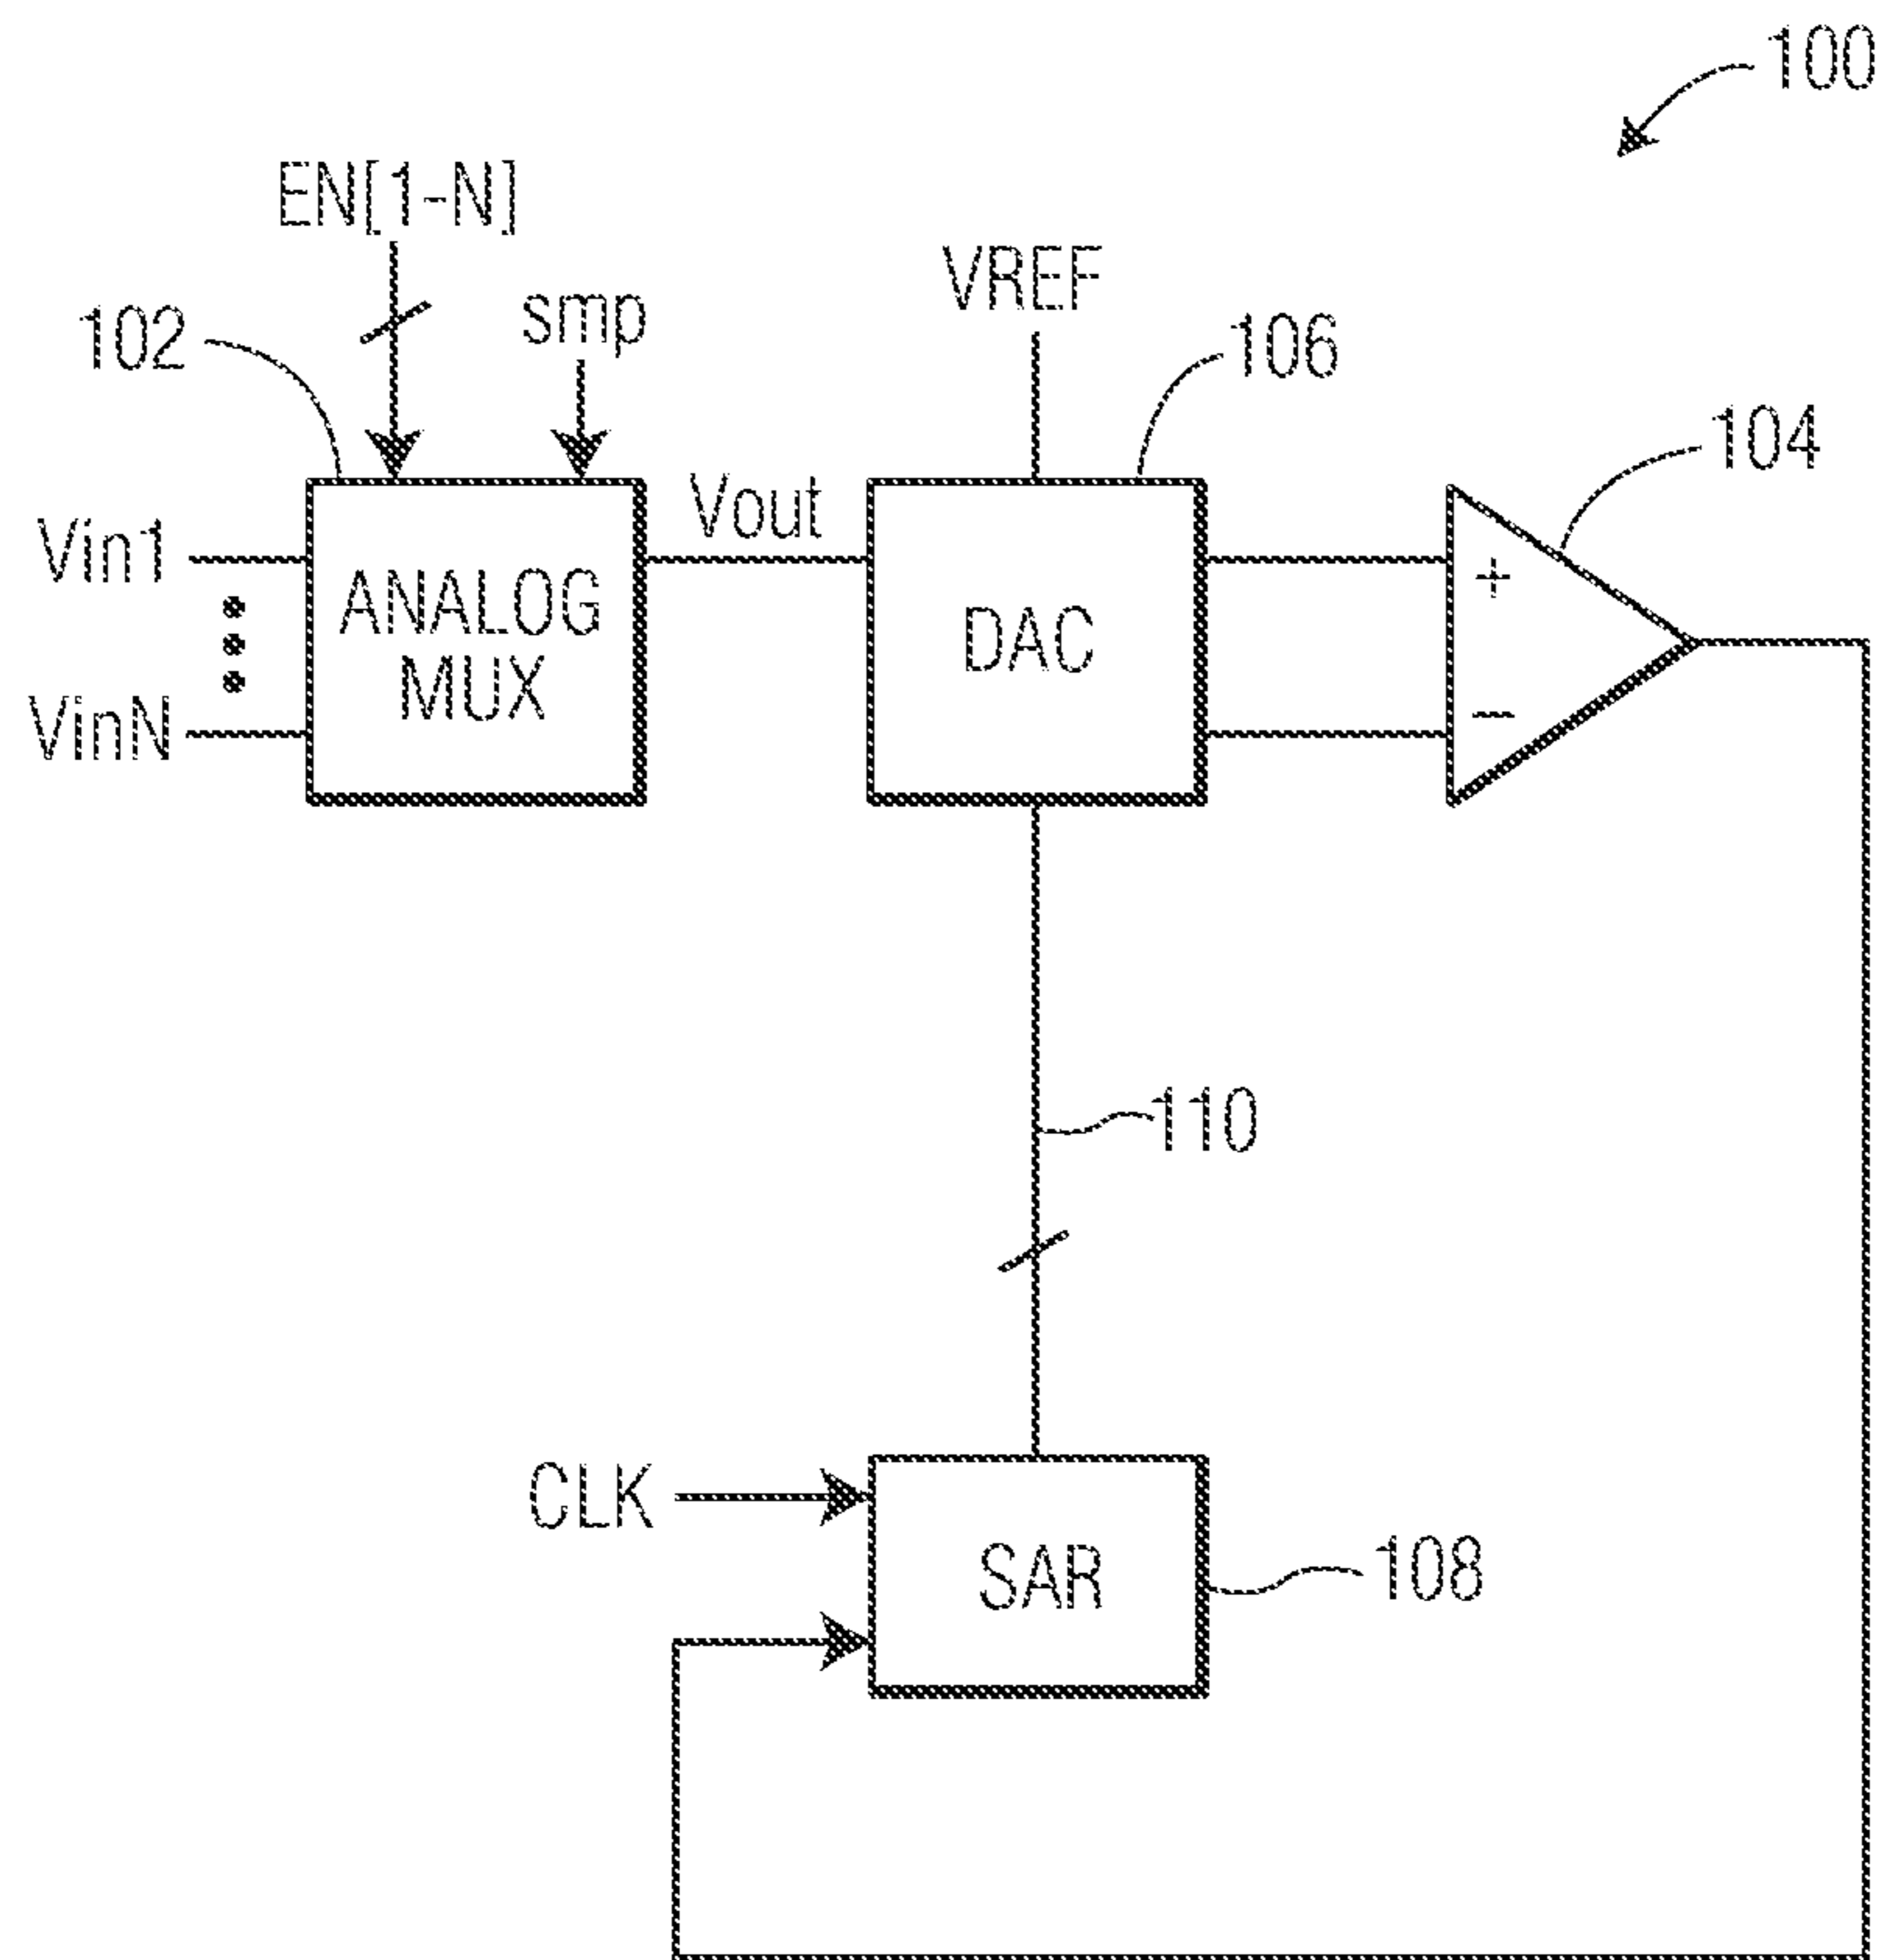 100
EN[1-N]
smp
VREF
102
106
104
Vin1
Vout
ANALOG
MUX
DAC
+
−
VinN
110
CLK
SAR
108